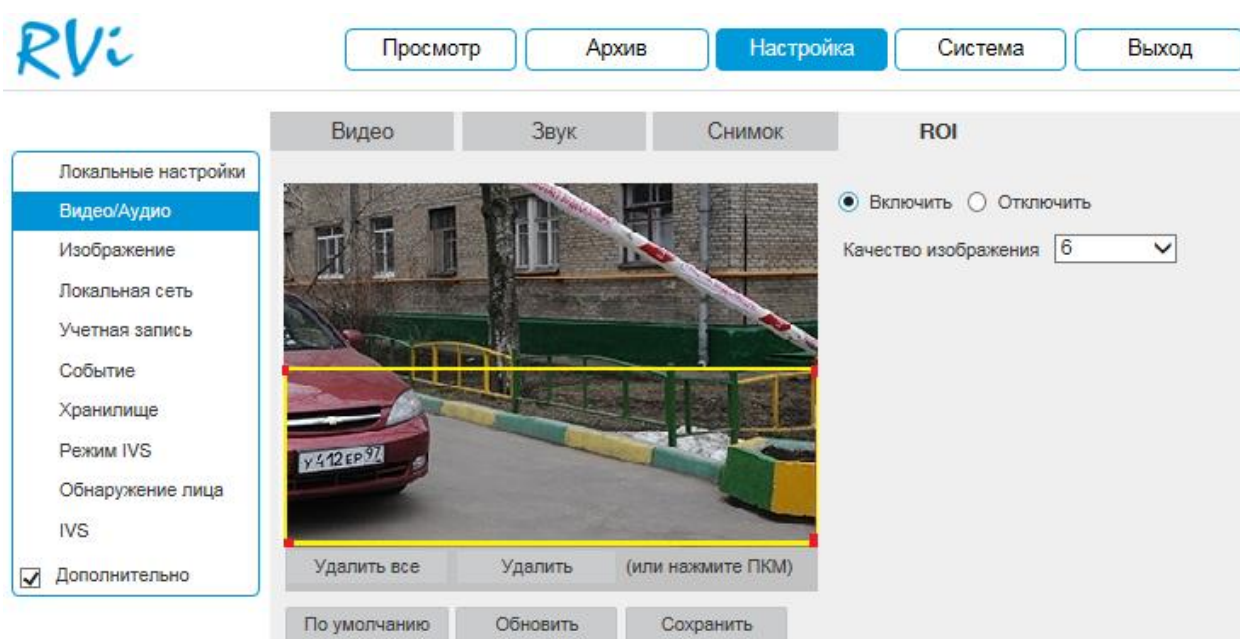 RVi
Просмотр Архив Настройка Система Выход
Видео Звук Снимок ROI
Локальные настройки
Видео/Аудио
Изображение
Локальная сеть
Учетная запись
Событие
Хранилище
Режим IVS
Обнаружение лица
IVS
Дополнительно
Включить Отключить
Качество изображения 6
У412ЕР97
Удалить все Удалить (или нажмите ПКМ)
По умолчанию Обновить Сохранить